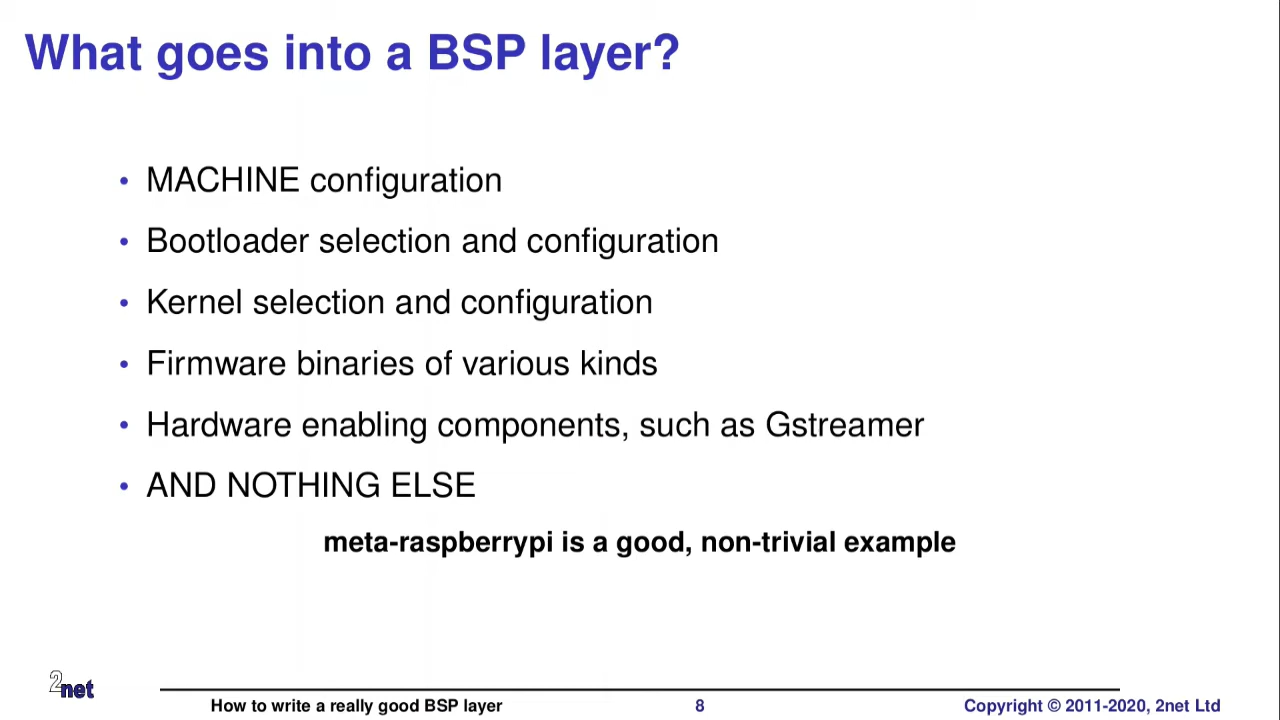 What goes into a BSP layer?
• MACHINE configuration
• Bootloader selection and configuration
• Kernel selection and configuration
• Firmware binaries of various kinds
• Hardware enabling components, such as Gstreamer
• AND NOTHING ELSE
meta-raspberrypi is a good, non-trivial example
2net
How to write a really good BSP layer 8 Copyright © 2011-2020, 2net Ltd